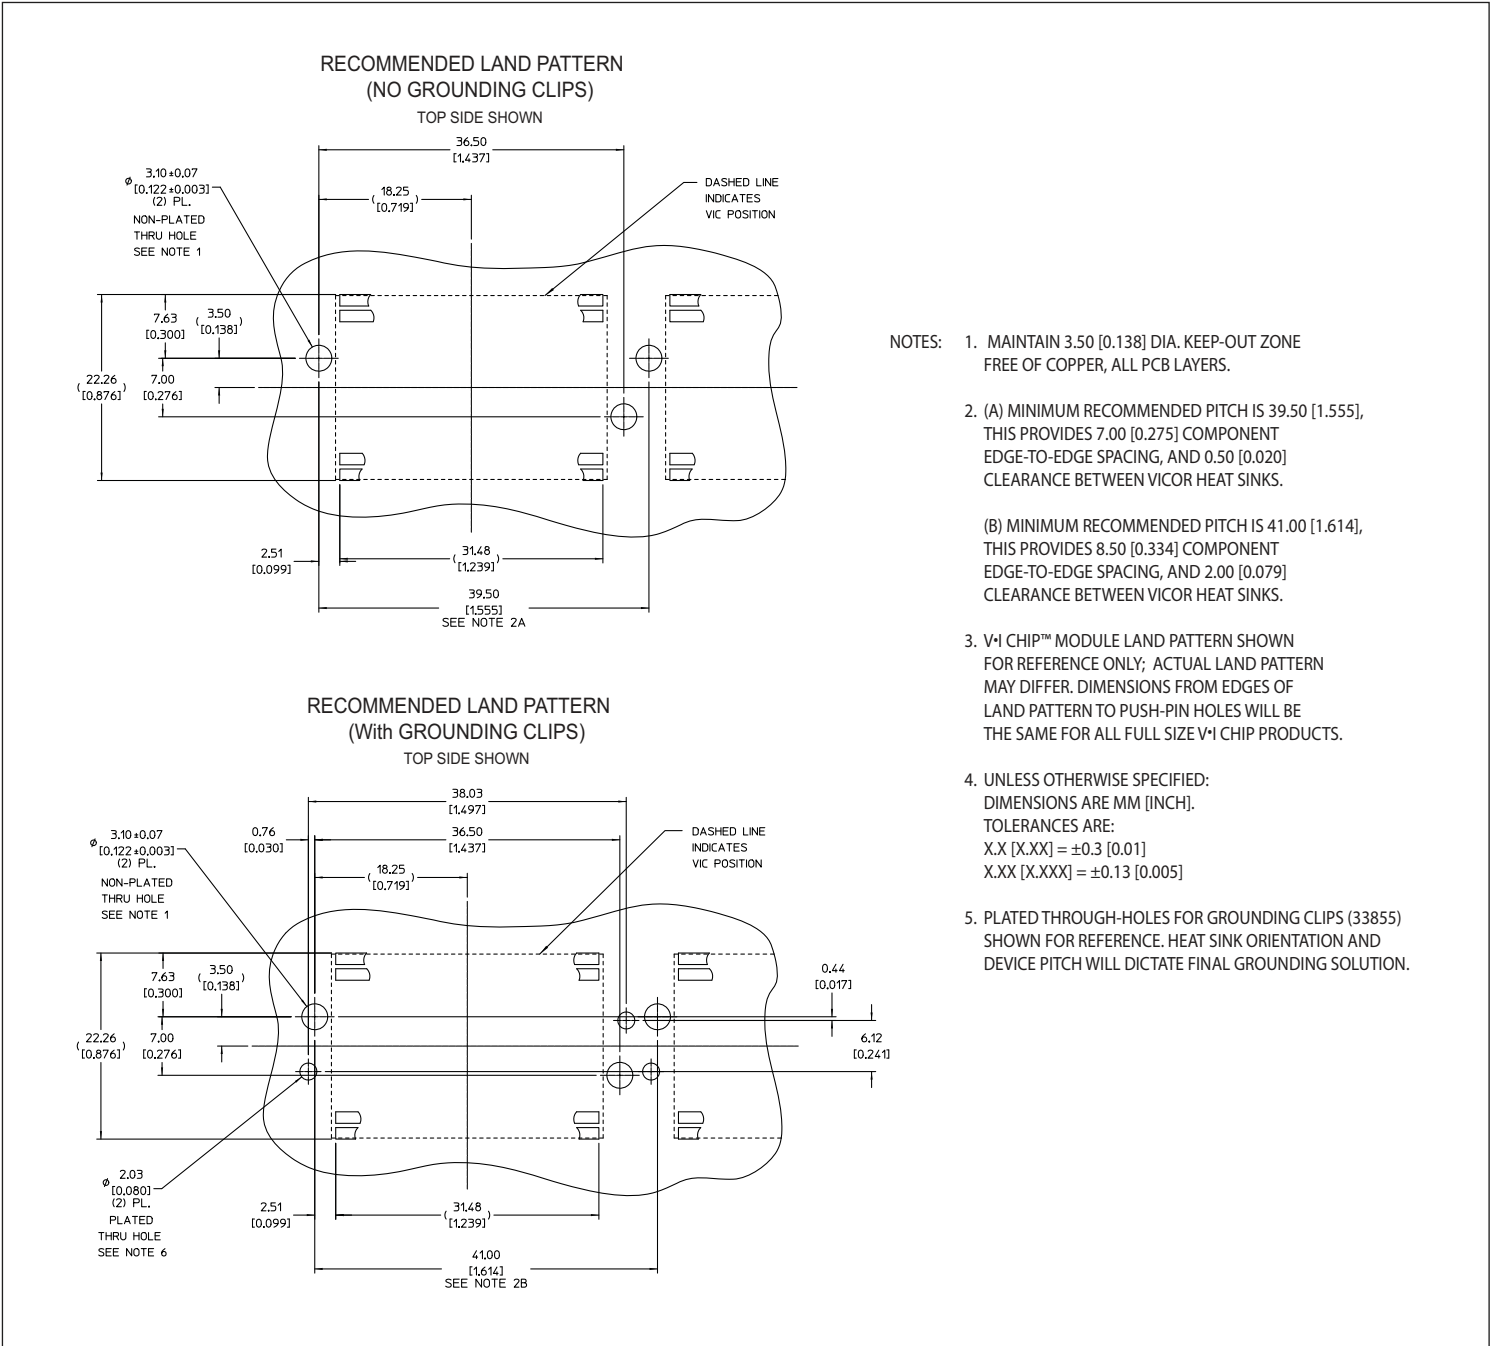 RECOMMENDED LAND PATTERN
(NO GROUNDING CLIPS)
TOP SIDE SHOWN
36.50
[1.437]
ø 3.10±0.07
[0.122±0.003]
(2) PL.
NON-PLATED
THRU HOLE
SEE NOTE 1
( 18.25 )
[0.719]
DASHED LINE
INDICATES
VIC POSITION
7.63
[0.300]
( 3.50 )
[0.138]
( 22.26 )
[0.876]
7.00
[0.276]
2.51
[0.099]
( 31.48 )
[1.239]
39.50
[1.555]
SEE NOTE 2A
RECOMMENDED LAND PATTERN
(With GROUNDING CLIPS)
TOP SIDE SHOWN
38.03
[1.497]
ø 3.10±0.07
[0.122±0.003]
(2) PL.
NON-PLATED
THRU HOLE
SEE NOTE 1
0.76
[0.030]
36.50
[1.437]
( 18.25 )
[0.719]
DASHED LINE
INDICATES
VIC POSITION
7.63
[0.300]
( 3.50 )
[0.138]
0.44
[0.017]
( 22.26 )
[0.876]
7.00
[0.276]
6.12
[0.241]
ø 2.03
[0.080]
(2) PL.
PLATED
THRU HOLE
SEE NOTE 6
2.51
[0.099]
( 31.48 )
[1.239]
41.00
[1.614]
SEE NOTE 2B
NOTES: 1. MAINTAIN 3.50 [0.138] DIA. KEEP-OUT ZONE
FREE OF COPPER, ALL PCB LAYERS.
2. (A) MINIMUM RECOMMENDED PITCH IS 39.50 [1.555],
THIS PROVIDES 7.00 [0.275] COMPONENT
EDGE-TO-EDGE SPACING, AND 0.50 [0.020]
CLEARANCE BETWEEN VICOR HEAT SINKS.
(B) MINIMUM RECOMMENDED PITCH IS 41.00 [1.614],
THIS PROVIDES 8.50 [0.334] COMPONENT
EDGE-TO-EDGE SPACING, AND 2.00 [0.079]
CLEARANCE BETWEEN VICOR HEAT SINKS.
3. V•I CHIP™ MODULE LAND PATTERN SHOWN
FOR REFERENCE ONLY; ACTUAL LAND PATTERN
MAY DIFFER. DIMENSIONS FROM EDGES OF
LAND PATTERN TO PUSH-PIN HOLES WILL BE
THE SAME FOR ALL FULL SIZE V•I CHIP PRODUCTS.
4. UNLESS OTHERWISE SPECIFIED:
DIMENSIONS ARE MM [INCH].
TOLERANCES ARE:
X.X [X.XX] = ±0.3 [0.01]
X.XX [X.XXX] = ±0.13 [0.005]
5. PLATED THROUGH-HOLES FOR GROUNDING CLIPS (33855)
SHOWN FOR REFERENCE. HEAT SINK ORIENTATION AND
DEVICE PITCH WILL DICTATE FINAL GROUNDING SOLUTION.